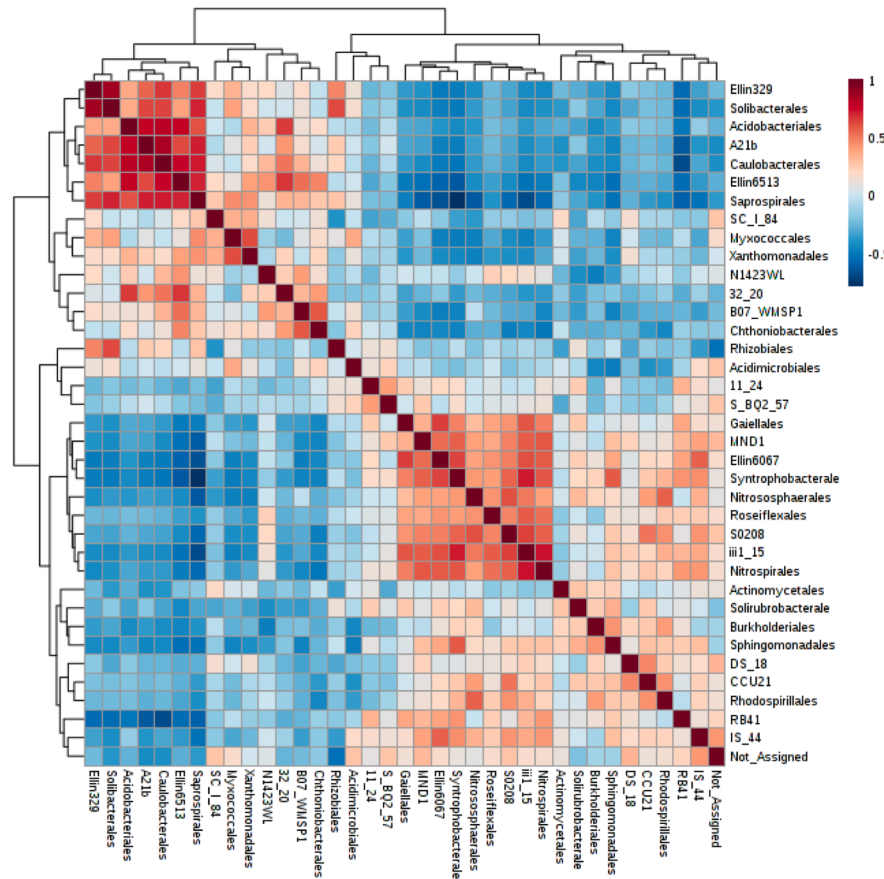 Ellin329
Solibacterales
Acidobacteriales
A21b
Caulobacterales
Ellin6513
Saprospirales
SC_I_84
Myxococcales
Xanthomonadales
N1423WL
32_20
B07_WMSP1
Chthoniobacterales
Rhizobiales
Acidimicrobiales
11_24
S_BQ2_57
Gaiellales
MND1
Ellin6067
Syntrophobacterale
Nitrososphaerales
Roseiflexales
S0208
iii1_15
Nitrospirales
Actinomycetales
Solirubrobacterale
Burkholderiales
Sphingomonadales
DS_18
CCU21
Rhodospirillales
RB41
IS_44
Not_Assigned
1
0.5
0
-0.5
Ellin329
Solibacterales
Acidobacteriales
A21b
Caulobacterales
Ellin6513
Saprospirales
SC_I_84
Myxococcales
Xanthomonadales
N1423WL
32_20
B07_WMSP1
Chthoniobacterales
Rhizobiales
Acidimicrobiales
11_24
S_BQ2_57
Gaiellales
MND1
Ellin6067
Syntrophobacterale
Nitrososphaerales
Roseiflexales
S0208
iii1_15
Nitrospirales
Actinomycetales
Solirubrobacterale
Burkholderiales
Sphingomonadales
DS_18
CCU21
Rhodospirillales
RB41
IS_44
Not_Assigned